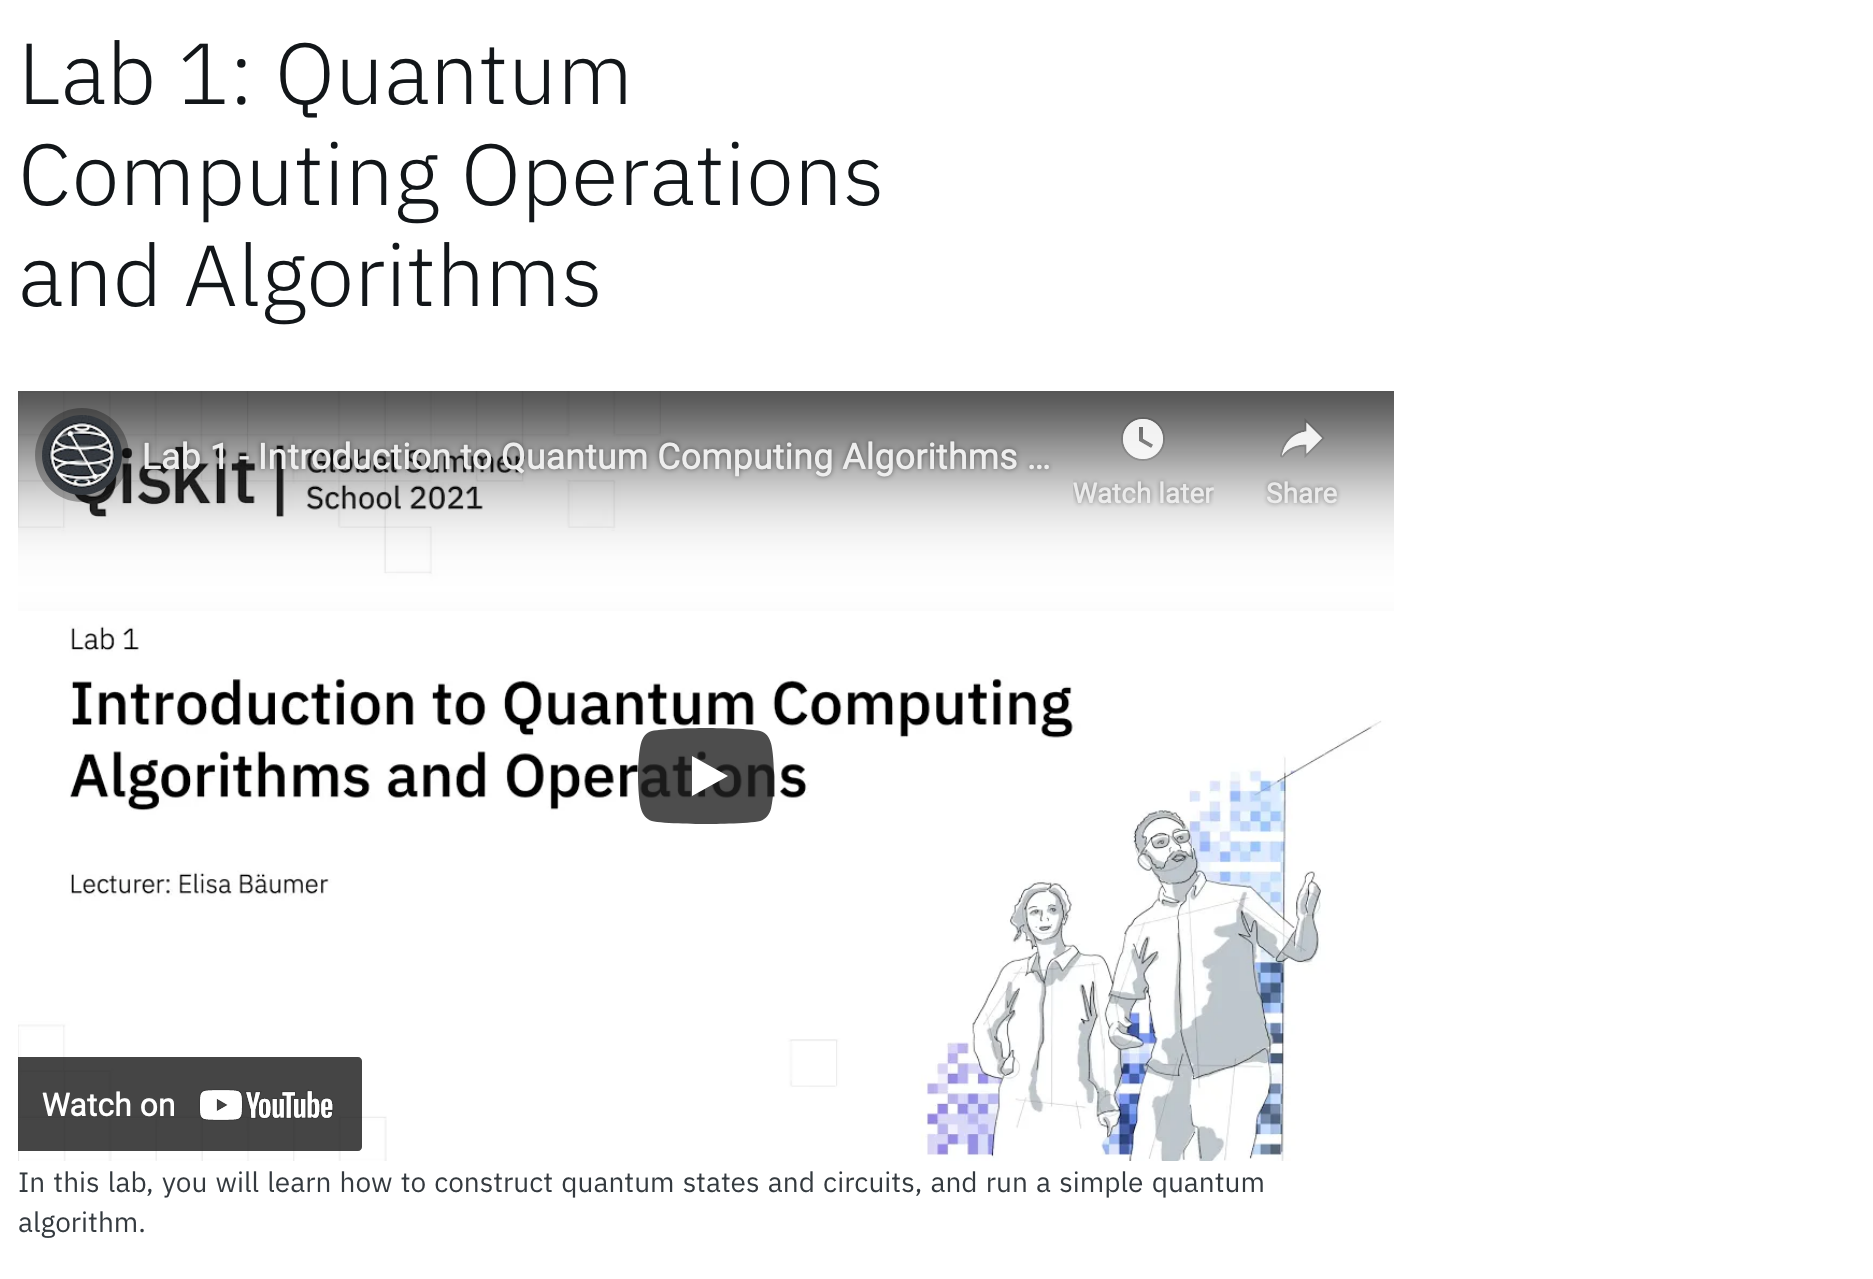 Lab 1: Quantum
Computing Operations
and Algorithms
Lab 1 - Introduction to Quantum Computing Algorithms ...
Watch later
Share
Qiskit | Global Summer
School 2021
Lab 1
Introduction to Quantum Computing
Algorithms and Operations
Lecturer: Elisa Bäumer
Watch on YouTube
In this lab, you will learn how to construct quantum states and circuits, and run a simple quantum
algorithm.